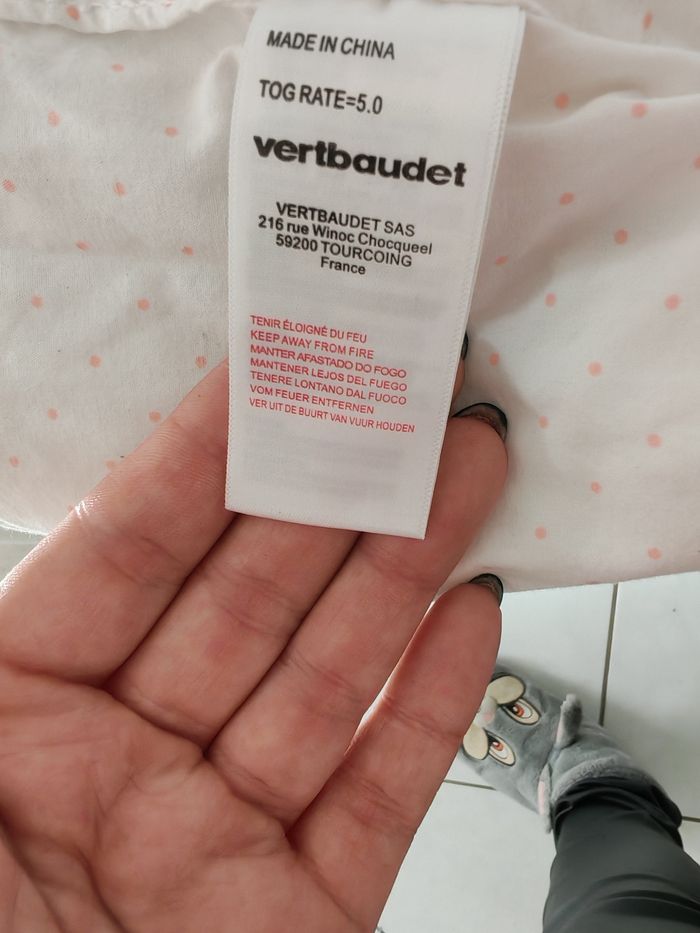 MADE IN CHINA
TOG RATE=5.0
vertbaudet
VERTBAUDET SAS
216 rue Winoc Chocqueel
59200 TOURCOING
France
TENIR ÉLOIGNÉ DU FEU
KEEP AWAY FROM FIRE
MANTER AFASTADO DO FOGO
MANTENER LEJOS DEL FUEGO
TENERE LONTANO DAL FUOCO
VOM FEUER ENTFERNEN
VER UIT DE BUURT VAN VUUR HOUDEN